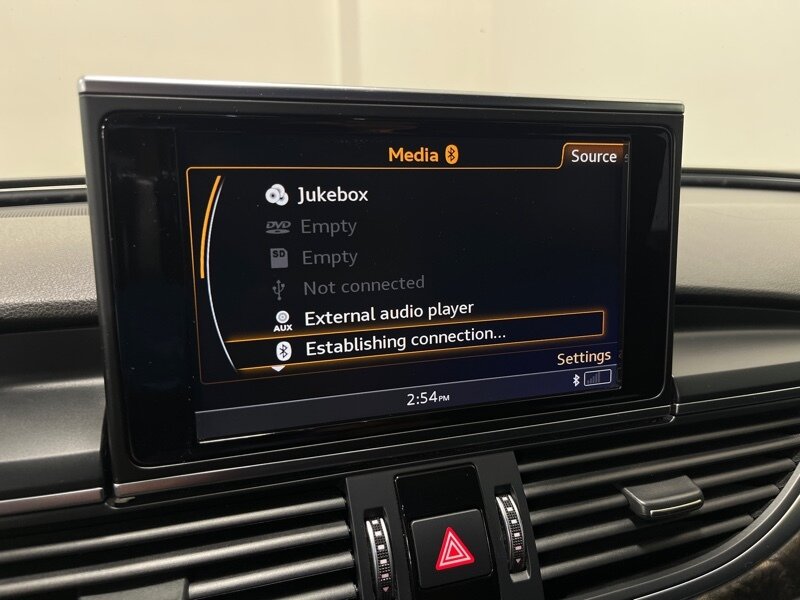 Media
Source
Jukebox
DVD Empty
SD Empty
Not connected
AUX External audio player
Establishing connection...
Settings
2:54PM